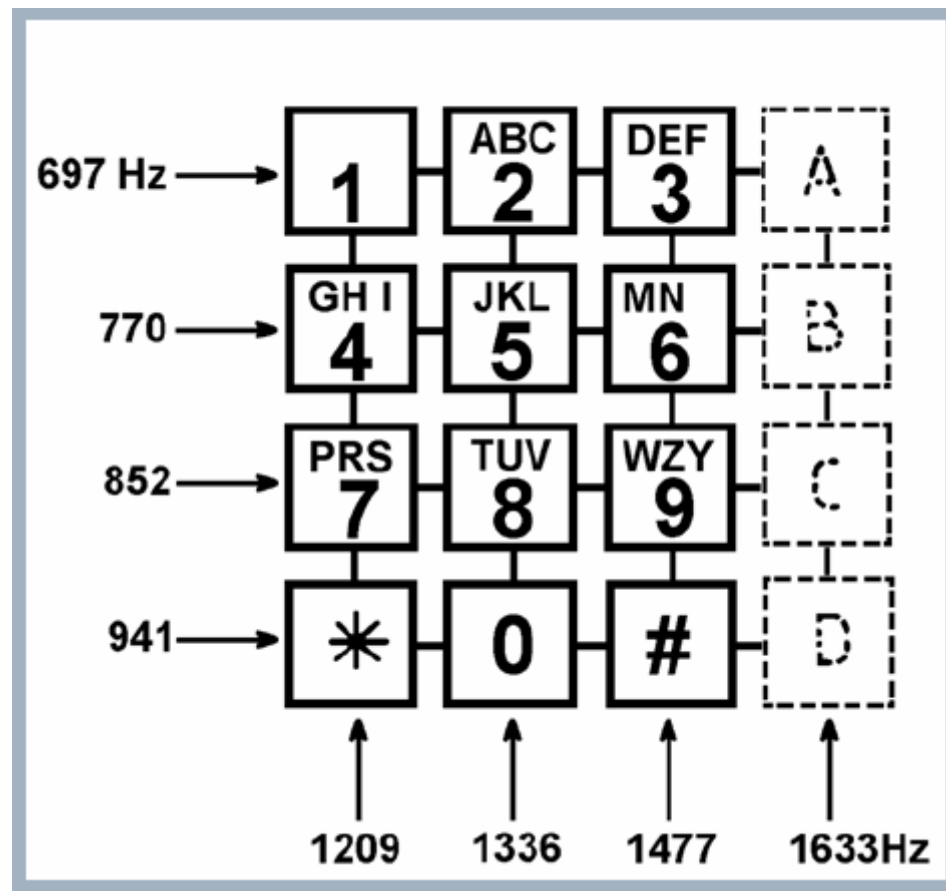 ABC DEF
697 Hz 1 2 3 A
GH I JKL MN
770 4 5 6 B
PRS TUV WZY
852 7 8 9 C
941 * 0 # D
1209 1336 1477 1633Hz